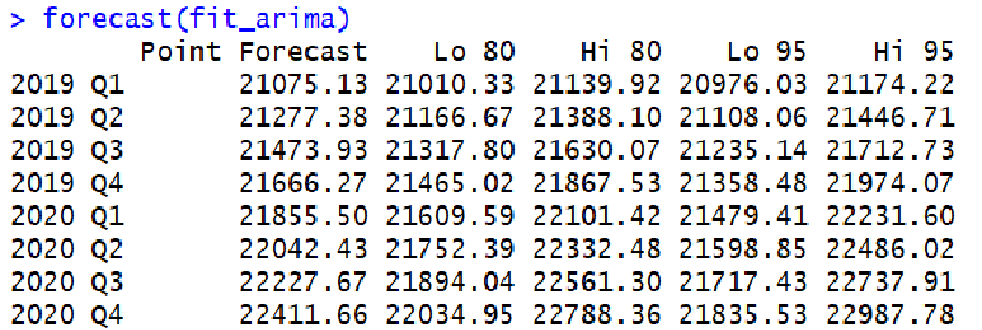 > forecast(fit_arima)
Point Forecast Lo 80 Hi 80 Lo 95 Hi 95
2019 Q1 21075.13 21010.33 21139.92 20976.03 21174.22
2019 Q2 21277.38 21166.67 21388.10 21108.06 21446.71
2019 Q3 21473.93 21317.80 21630.07 21235.14 21712.73
2019 Q4 21666.27 21465.02 21867.53 21358.48 21974.07
2020 Q1 21855.50 21609.59 22101.42 21479.41 22231.60
2020 Q2 22042.43 21752.39 22332.48 21598.85 22486.02
2020 Q3 22227.67 21894.04 22561.30 21717.43 22737.91
2020 Q4 22411.66 22034.95 22788.36 21835.53 22987.78